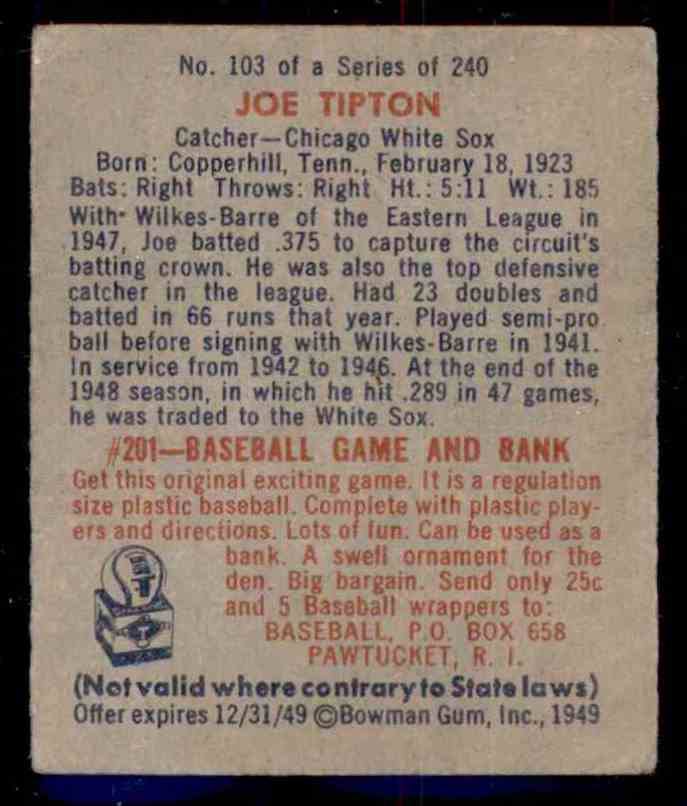 No. 103 of a Series of 240
JOE TIPTON
Catcher—Chicago White Sox
Born: Copperhill, Tenn., February 18, 1923
Bats: Right Throws: Right Ht.: 5:11 Wt.: 185
With Wilkes-Barre of the Eastern League in
1947, Joe batted .375 to capture the circuit's
batting crown. He was also the top defensive
catcher in the league. Had 23 doubles and
batted in 66 runs that year. Played semi-pro
ball before signing with Wilkes-Barre in 1941.
In service from 1942 to 1946. At the end of the
1948 season, in which he hit .289 in 47 games,
he was traded to the White Sox.
#201—BASEBALL GAME AND BANK
Get this original exciting game. It is a regulation
size plastic baseball. Complete with plastic play-
ers and directions. Lots of fun. Can be used as a
bank. A swell ornament for the
den. Big bargain. Send only 25c
and 5 Baseball wrappers to:
BASEBALL, P.O. BOX 658
PAWTUCKET, R. I.
(Not valid where contrary to State laws)
Offer expires 12/31/49 ©Bowman Gum, Inc., 1949